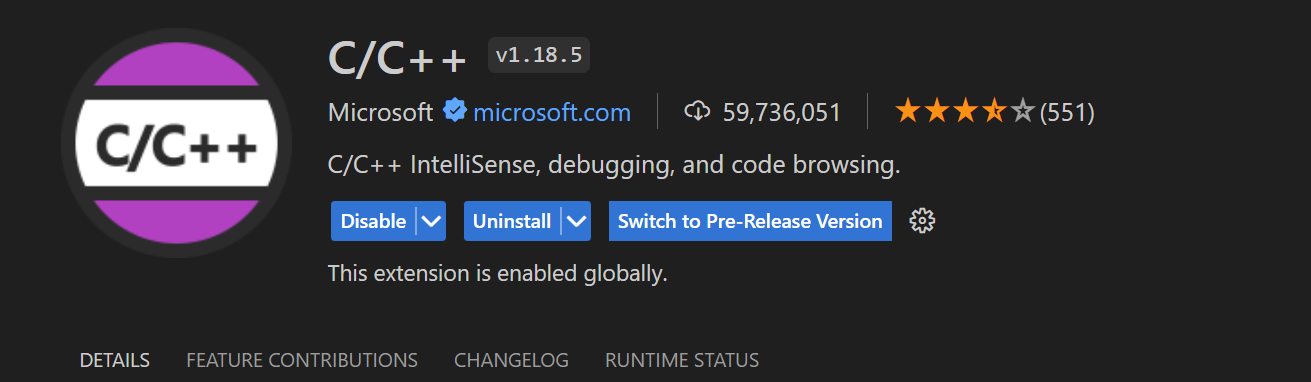 C/C++
C/C++ v1.18.5
Microsoft microsoft.com 59,736,051 (551)
C/C++ IntelliSense, debugging, and code browsing.
Disable Uninstall Switch to Pre-Release Version
This extension is enabled globally.
DETAILS FEATURE CONTRIBUTIONS CHANGELOG RUNTIME STATUS